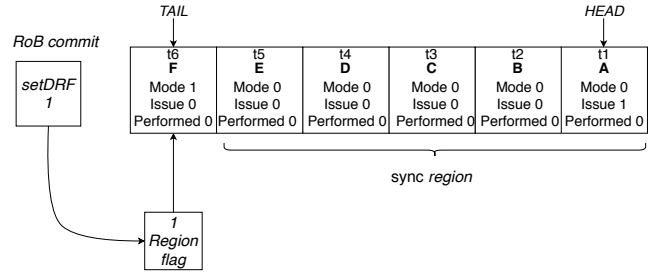 TAIL
HEAD
RoB commit
setDRF
1
t6
F
Mode 1
Issue 0
Performed 0
t5
E
Mode 0
Issue 0
Performed 0
t4
D
Mode 0
Issue 0
Performed 0
t3
C
Mode 0
Issue 0
Performed 0
t2
B
Mode 0
Issue 0
Performed 0
t1
A
Mode 0
Issue 1
Performed 0
sync region
1
Region
flag